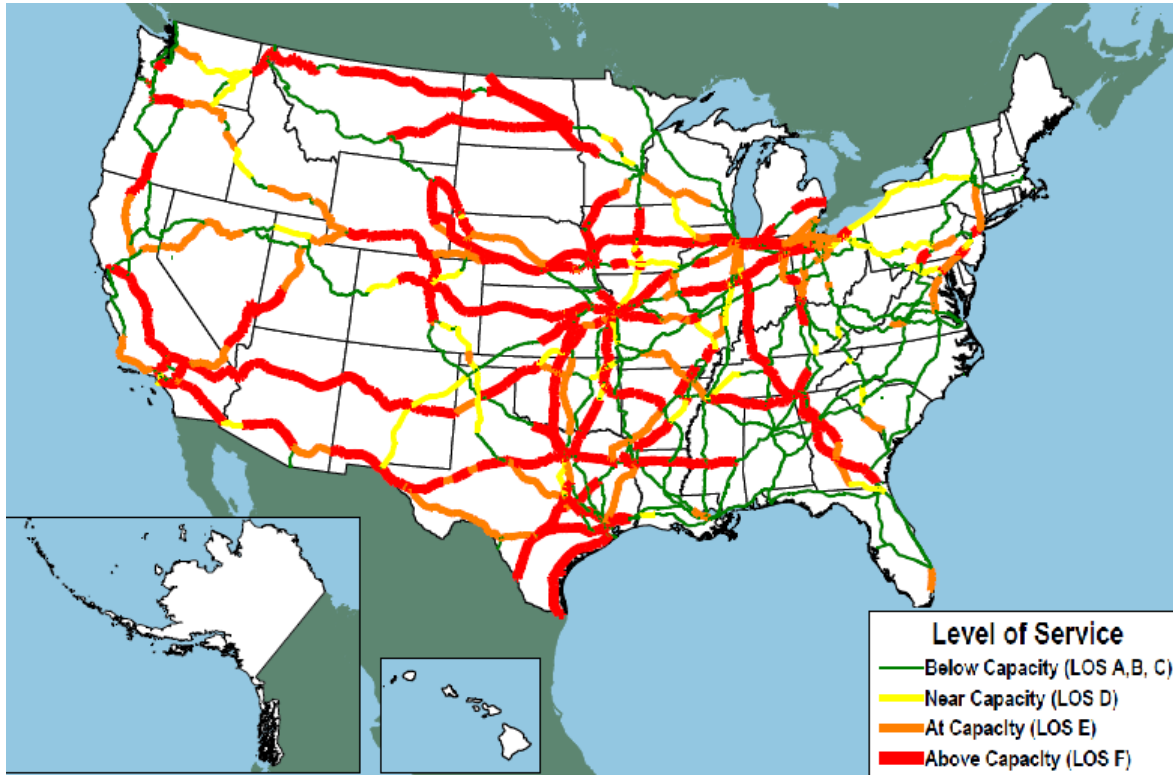 Level of Service
Below Capacity (LOS A,B, C)
Near Capacity (LOS D)
At Capacity (LOS E)
Above Capacity (LOS F)